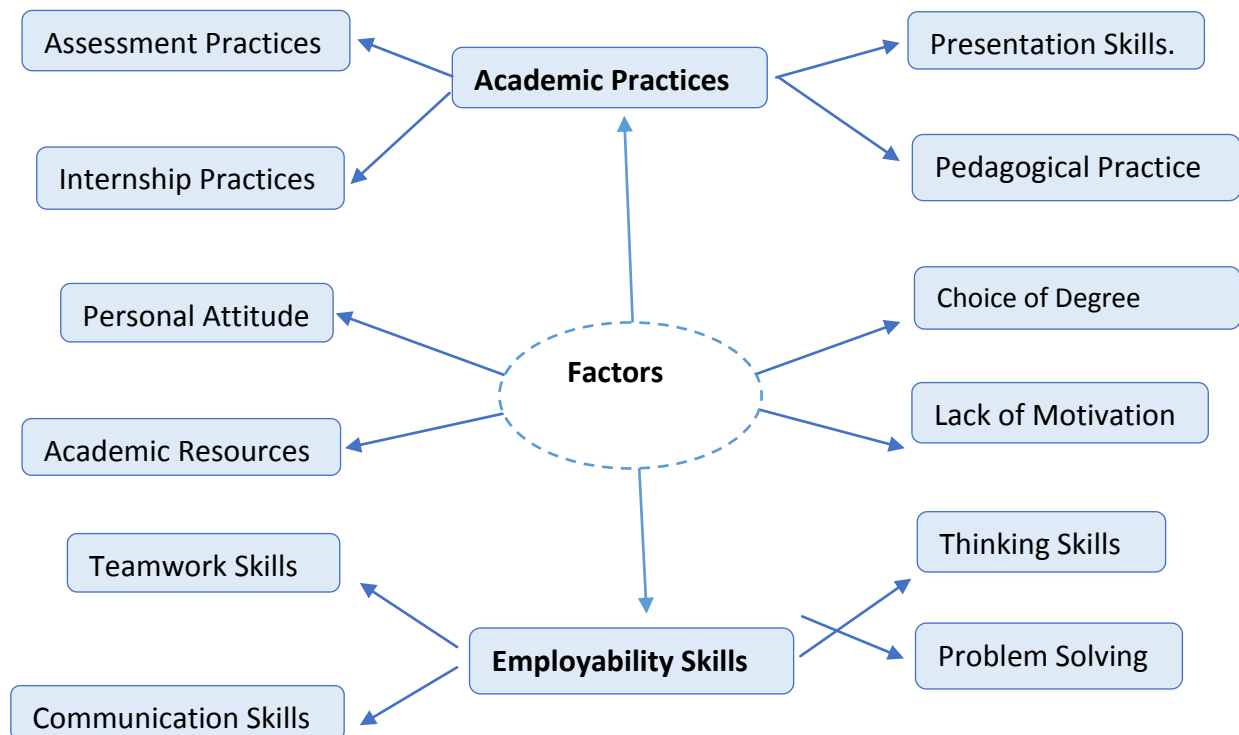 Assessment Practices
Presentation Skills.
Academic Practices
Internship Practices
Pedagogical Practice
Personal Attitude
Choice of Degree
Factors
Academic Resources
Lack of Motivation
Teamwork Skills
Thinking Skills
Employability Skills
Problem Solving
Communication Skills